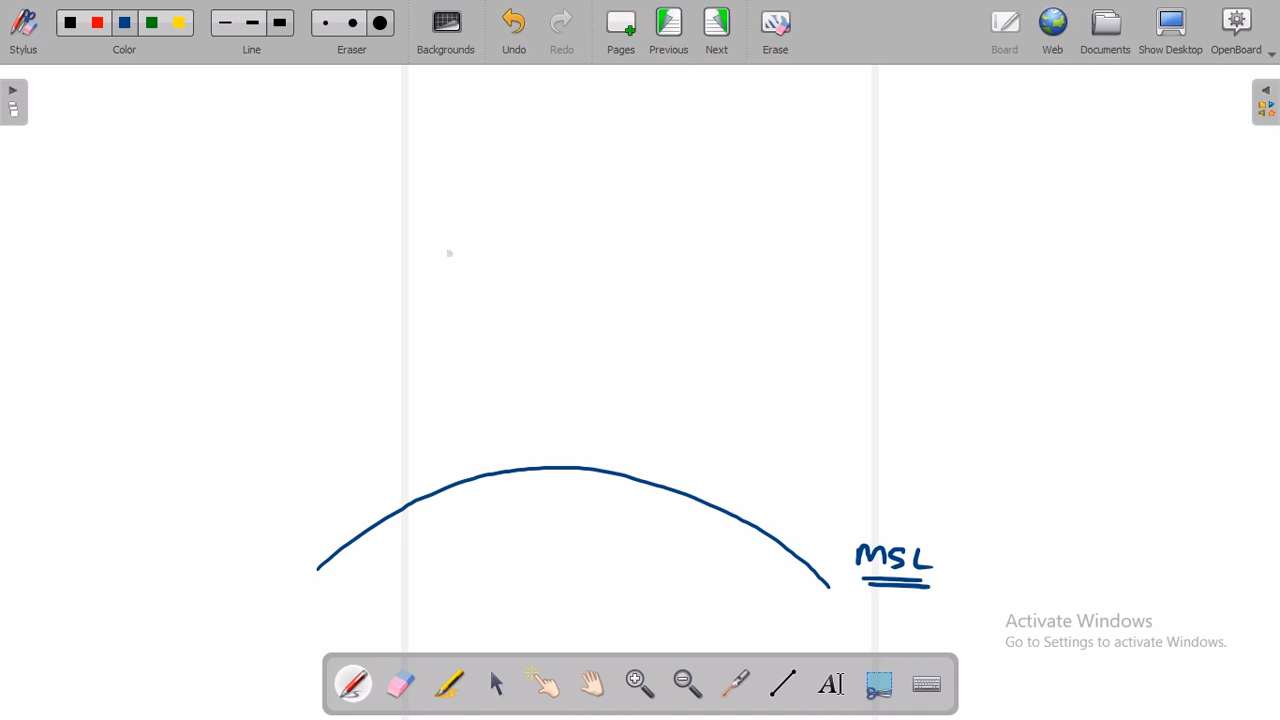 Stylus
Color
Line
Eraser
Backgrounds
Undo
Redo
Pages
Previous
Next
Erase
Board
Web
Documents
Show Desktop
OpenBoard
MSL
Activate Windows
Go to Settings to activate Windows.